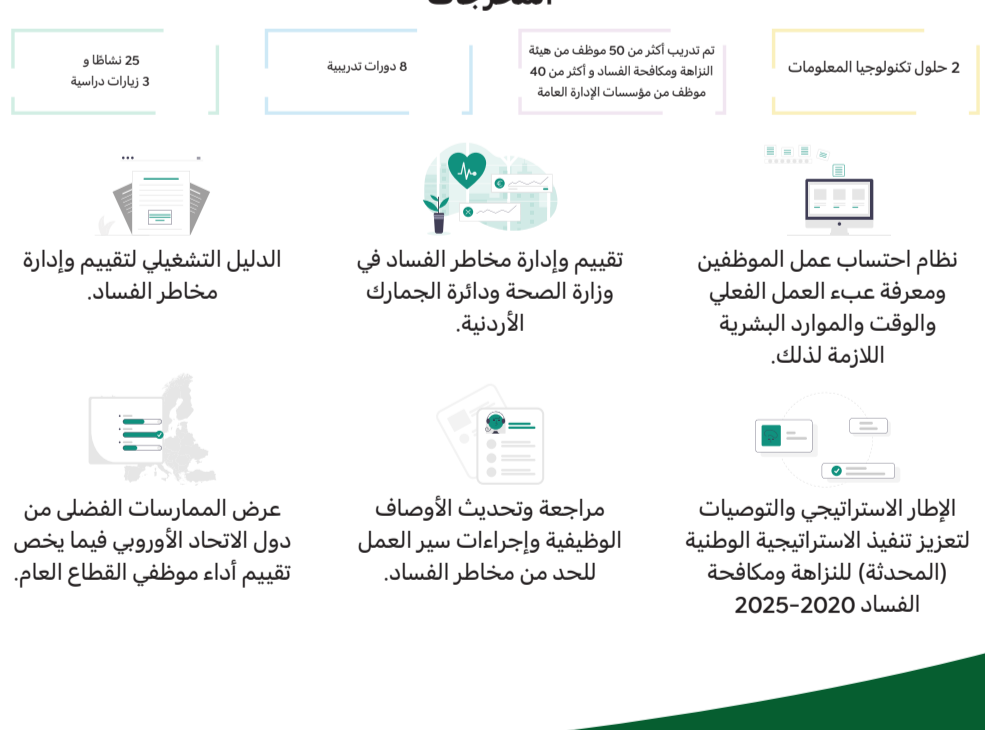 المخرجات
2 حلول تكنولوجيا المعلومات
تم تدريب أكثر من 50 موظف من هيئة
النزاهة ومكافحة الفساد و أكثر من 40
موظف من مؤسسات الإدارة العامة
8 دورات تدريبية
25 نشاطًا و
3 زيارات دراسية
نظام احتساب عمل الموظفين
ومعرفة عبء العمل الفعلي
والوقت والموارد البشرية
اللازمة لذلك.
تقييم وإدارة مخاطر الفساد في
وزارة الصحة ودائرة الجمارك
الأردنية.
الدليل التشغيلي لتقييم وإدارة
مخاطر الفساد.
الإطار الاستراتيجي والتوصيات
لتعزيز تنفيذ الاستراتيجية الوطنية
(المحدثة) للنزاهة ومكافحة
الفساد 2020-2025
مراجعة وتحديث الأوصاف
الوظيفية وإجراءات سير العمل
للحد من مخاطر الفساد.
عرض الممارسات الفضلى من
دول الاتحاد الأوروبي فيما يخص
تقييم أداء موظفي القطاع العام.